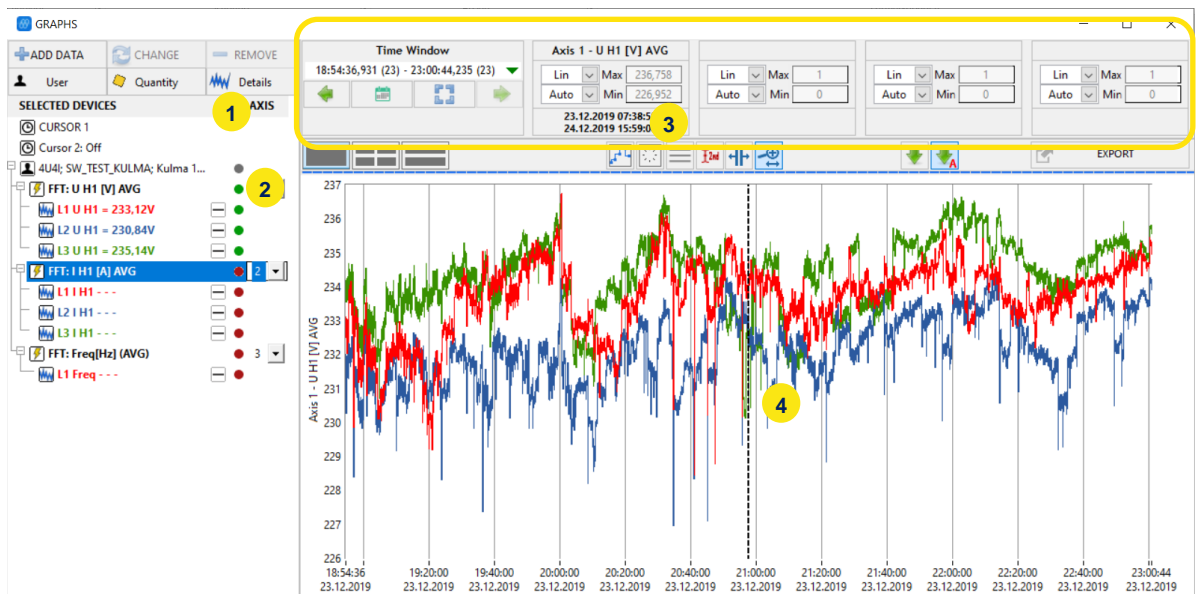 GRAPHS
ADD DATA CHANGE REMOVE
User Quantity Details
SELECTED DEVICES AXIS
1
CURSOR 1
Cursor 2: Off
4U4I; SW_TEST_KULMA; Kulma 1...
FFT: U H1 [V] AVG
2
L1 U H1 = 233,12V
L2 U H1 = 230,84V
L3 U H1 = 235,14V
FFT: I H1 [A] AVG 2
L1 I H1 - - -
L2 I H1 - - -
L3 I H1 - - -
FFT: Freq[Hz] (AVG) 3
L1 Freq - - -
Time Window
18:54:36,931 (23) - 23:00:44,235 (23)
Axis 1 - U H1 [V] AVG
Lin Max 236,758
Auto Min 226,952
23.12.2019 07:38:5
24.12.2019 15:59:0
3
Lin Max 1
Auto Min 0
Lin Max 1
Auto Min 0
Lin Max 1
Auto Min 0
2nd
A
EXPORT
Axis 1 - U H1 [V] AVG
237
236
235
234
233
232
231
230
229
228
227
226
4
18:54:36 19:20:00 19:40:00 20:00:00 20:20:00 20:40:00 21:00:00 21:20:00 21:40:00 22:00:00 22:20:00 22:40:00 23:00:44
23.12.2019 23.12.2019 23.12.2019 23.12.2019 23.12.2019 23.12.2019 23.12.2019 23.12.2019 23.12.2019 23.12.2019 23.12.2019 23.12.2019 23.12.2019